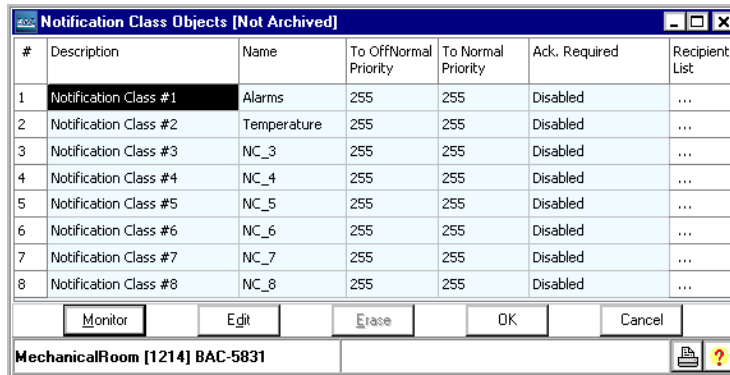 Notification Class Objects [Not Archived]
# Description Name To OffNormal Priority To Normal Priority Ack. Required Recipient List
1 Notification Class #1 Alarms 255 255 Disabled ...
2 Notification Class #2 Temperature 255 255 Disabled ...
3 Notification Class #3 NC_3 255 255 Disabled ...
4 Notification Class #4 NC_4 255 255 Disabled ...
5 Notification Class #5 NC_5 255 255 Disabled ...
6 Notification Class #6 NC_6 255 255 Disabled ...
7 Notification Class #7 NC_7 255 255 Disabled ...
8 Notification Class #8 NC_8 255 255 Disabled ...
Monitor Edit Erase OK Cancel
MechanicalRoom [1214] BAC-5831 ?